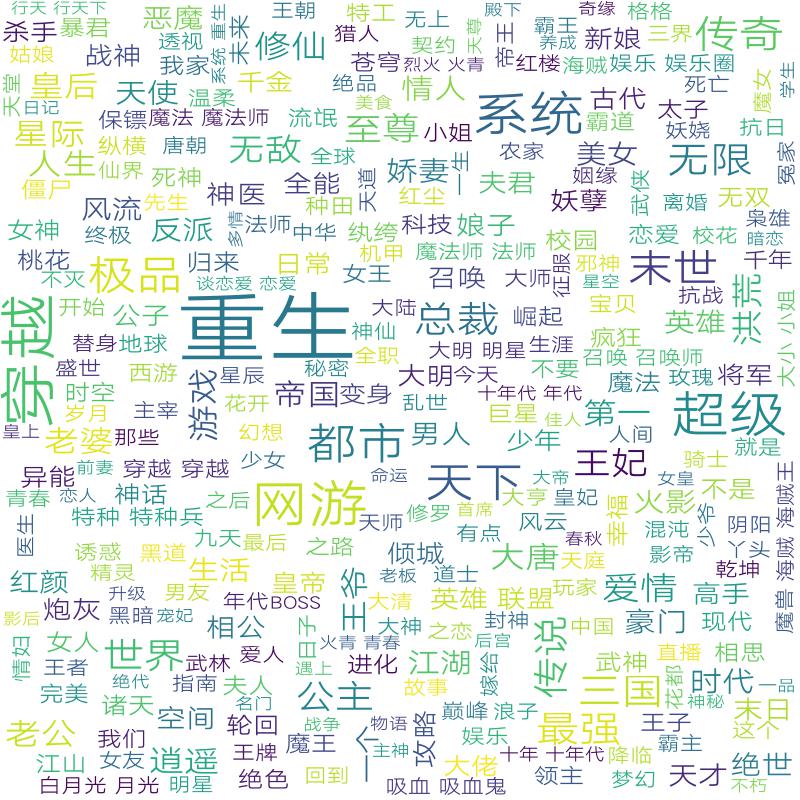 行天 行天下
恶魔
系统 重生
王朝
特工
无上
殿下
奇缘
格格
杀手
暴君
透视
未来
修仙
猎人
契约
天尊
帝王
霸王
养成
新娘
三界
传奇
姑娘
战神
我家
苍穹
烈火 火青
红楼
海贼
娱乐 娱乐圈
天堂
日记
皇后
天使
温柔
千金
绝品
美食
情人
系统
古代
霸道
死亡
太子
魔女
学生
星际
保镖
魔法 魔法师
流氓
至尊
小姐
妖娆
抗日
纵横
唐朝
无敌
全球
娇妻
一生
农家
美女
无限
冤家
人生
仙界
死神
神医
全能
天道
红尘
夫君
姻缘
武侠
离婚
无双
僵尸
先生
风流
多情
法师
种田
中华
纨绔
科技
娘子
妖孽
校园
恋爱
校花
枭雄
暗恋
女神
终极
反派
桃花
归来
日常
机甲
魔法师 法师
征服
邪神
末世
千年
不灭
极品
谈恋爱 恋爱
女王
召唤
大师
星空
抗战
洪荒
穿越
开始
公子
重生
大陆
总裁
崛起
宝贝
英雄
大小 小姐
替身
地球
神仙
疯狂
盛世
西游
星辰
秘密
全职
大明 明星
生涯
召唤 召唤师
时空
游戏
帝国
变身
大明
今天
不要
魔法
玫瑰
将军
岁月
主宰
花开
乱世
十年代 年代
皇上
老婆
那些
幻想
巨星
佳人
第一
超级
都市
男人
少年
人间
就是
异能
前妻
穿越 穿越
少女
命运
天下
大帝
王妃
女皇
骑士
青春
恋人
神话
之后
网游
修罗
首席
大亨
皇妃
幸福
火影
不是
海贼 海贼王
特种 特种兵
天师
有点
风云
春秋
混沌
少爷
阴阳
医生
九天
最后
倾城
大唐
天庭
影帝
丫头
诱惑
黑道
之路
乾坤
红颜
精灵
生活
皇帝
王爷
老板
道士
玩家
爱情
高手
魔兽
升级
男友
影后
炮灰
黑暗
宠妃
年代
BOSS
大清
英雄 联盟
豪门
现代
相公
日子
火青 青春
大神
之恋
封神
传说
中国
情妇
女人
世界
武林
爱人
遇上
进化
江湖
后宫
嫁给
武神
直播
相思
王者
完美
绝代
指南
夫人
公主
故事
三国
花都
时代
一品
神秘
诸天
名门
老公
空间
轮回
战争
一个
物语
攻略
巅峰
浪子
最强
王子
霸主
末日
这个
我们
逍遥
王牌
魔王
主神
娱乐
江山
女友
十年 十年代
降临
绝世
白月光 月光
明星
绝色
回到
吸血 吸血鬼
大佬
领主
梦幻
天才
不朽